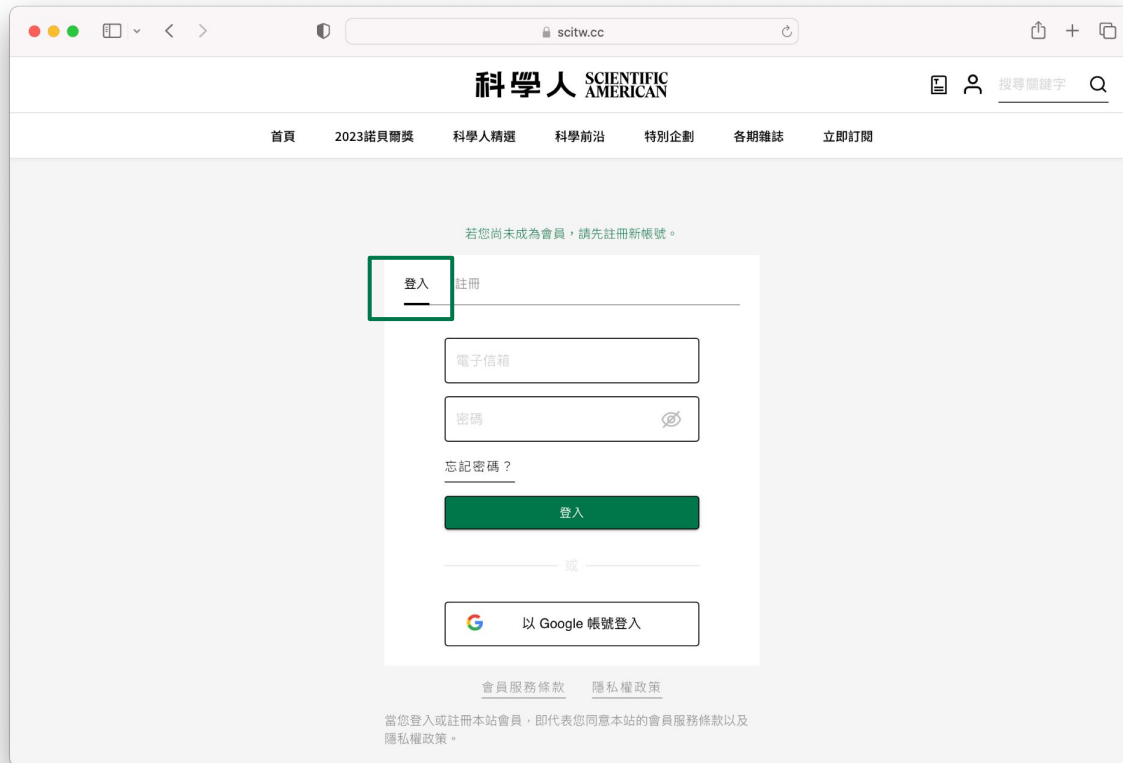 scitw.cc
科學人 SCIENTIFIC AMERICAN
搜尋關鍵字
首頁 2023諾貝爾獎 科學人精選 科學前沿 特別企劃 各期雜誌 立即訂閱
若您尚未成為會員，請先註冊新帳號。
登入 註冊
電子信箱
密碼
忘記密碼？
登入
或
以 Google 帳號登入
會員服務條款 隱私權政策
當您登入或註冊本站會員，即代表您同意本站的會員服務條款以及
隱私權政策。